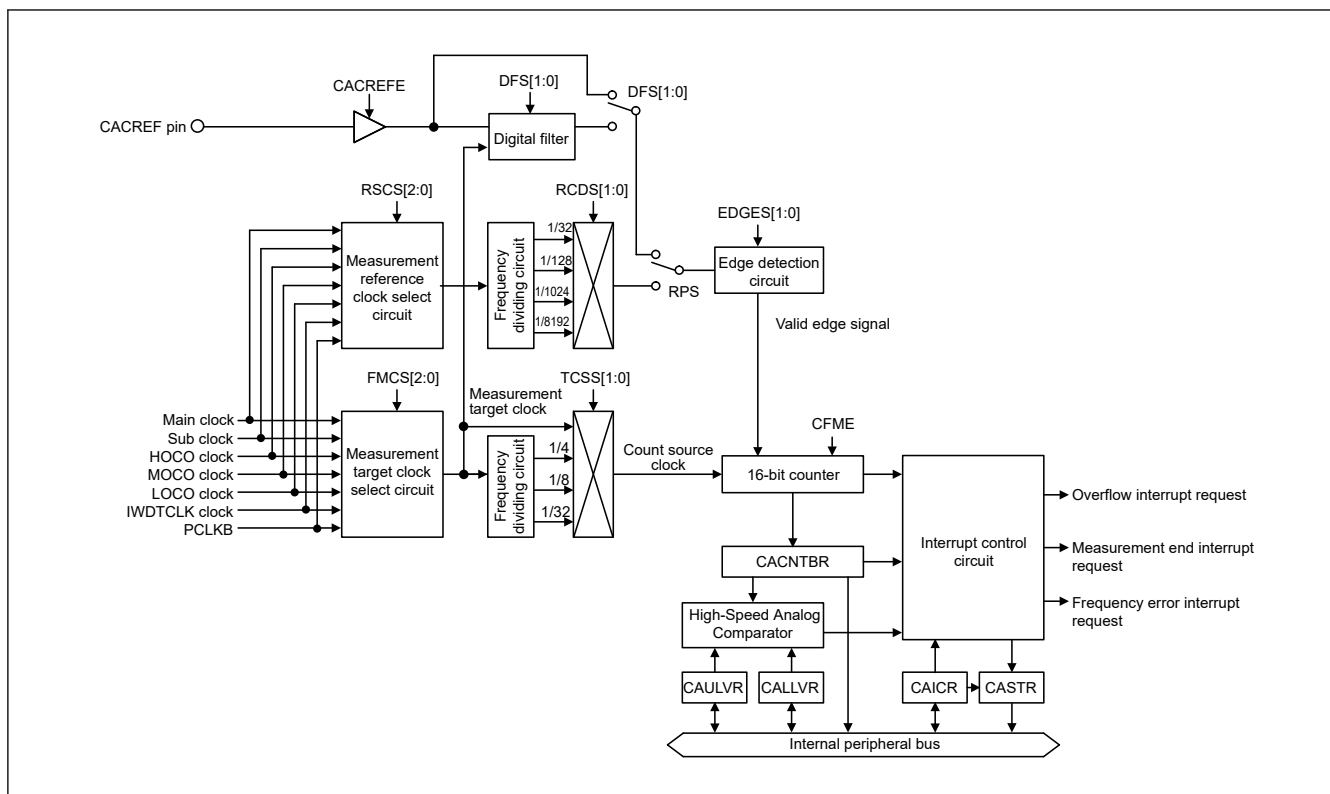 CACREFE
DFS[1:0]
DFS[1:0]
CACREF pin
Digital filter
RSCS[2:0]
RCDS[1:0]
EDGES[1:0]
Measurement
reference
clock select
circuit
Frequency
dividing circuit
1/32
1/128
1/1024
1/8192
RPS
Edge detection
circuit
Valid edge signal
FMCS[2:0]
Measurement
target clock
TCSS[1:0]
CFME
Main clock
Sub clock
HOCO clock
MOCO clock
LOCO clock
IWDTCLK clock
PCLKB
Measurement
target clock
select circuit
Frequency
dividing circuit
1/4
1/8
1/32
Count source
clock
16-bit counter
CACNTBR
High-Speed Analog
Comparator
CAULVR
CALLVR
Interrupt control
circuit
CAICR
CASTR
Overflow interrupt request
Measurement end interrupt
request
Frequency error interrupt
request
Internal peripheral bus